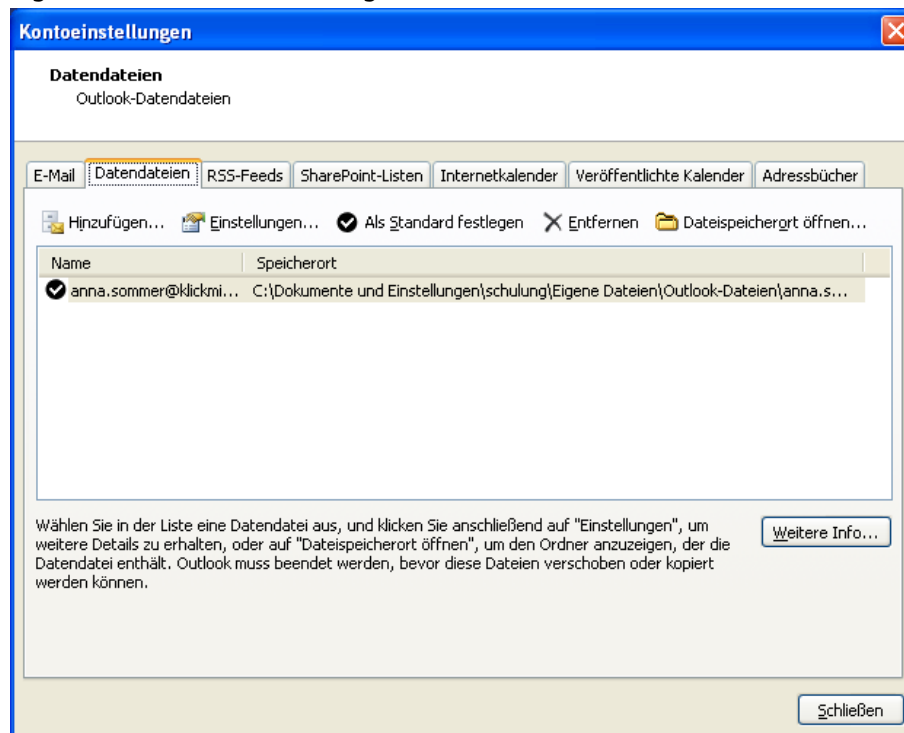 Kontoeinstellungen
Datendateien
Outlook-Datendateien
E-Mail Datendateien RSS-Feeds SharePoint-Listen Internetkalender Veröffentlichte Kalender Adressbücher
Hinzufügen... Einstellungen... Als Standard festlegen Entfernen Dateispeicherort öffnen...
Name Speicherort
anna.sommer@klickmi... C:\Dokumente und Einstellungen\schulung\Eigene Dateien\Outlook-Dateien\anna.s...
Wählen Sie in der Liste eine Datendatei aus, und klicken Sie anschließend auf "Einstellungen", um
weitere Details zu erhalten, oder auf "Dateispeicherort öffnen", um den Ordner anzuzeigen, der die
Datendatei enthält. Outlook muss beendet werden, bevor diese Dateien verschoben oder kopiert
werden können.
Weitere Info...
Schließen